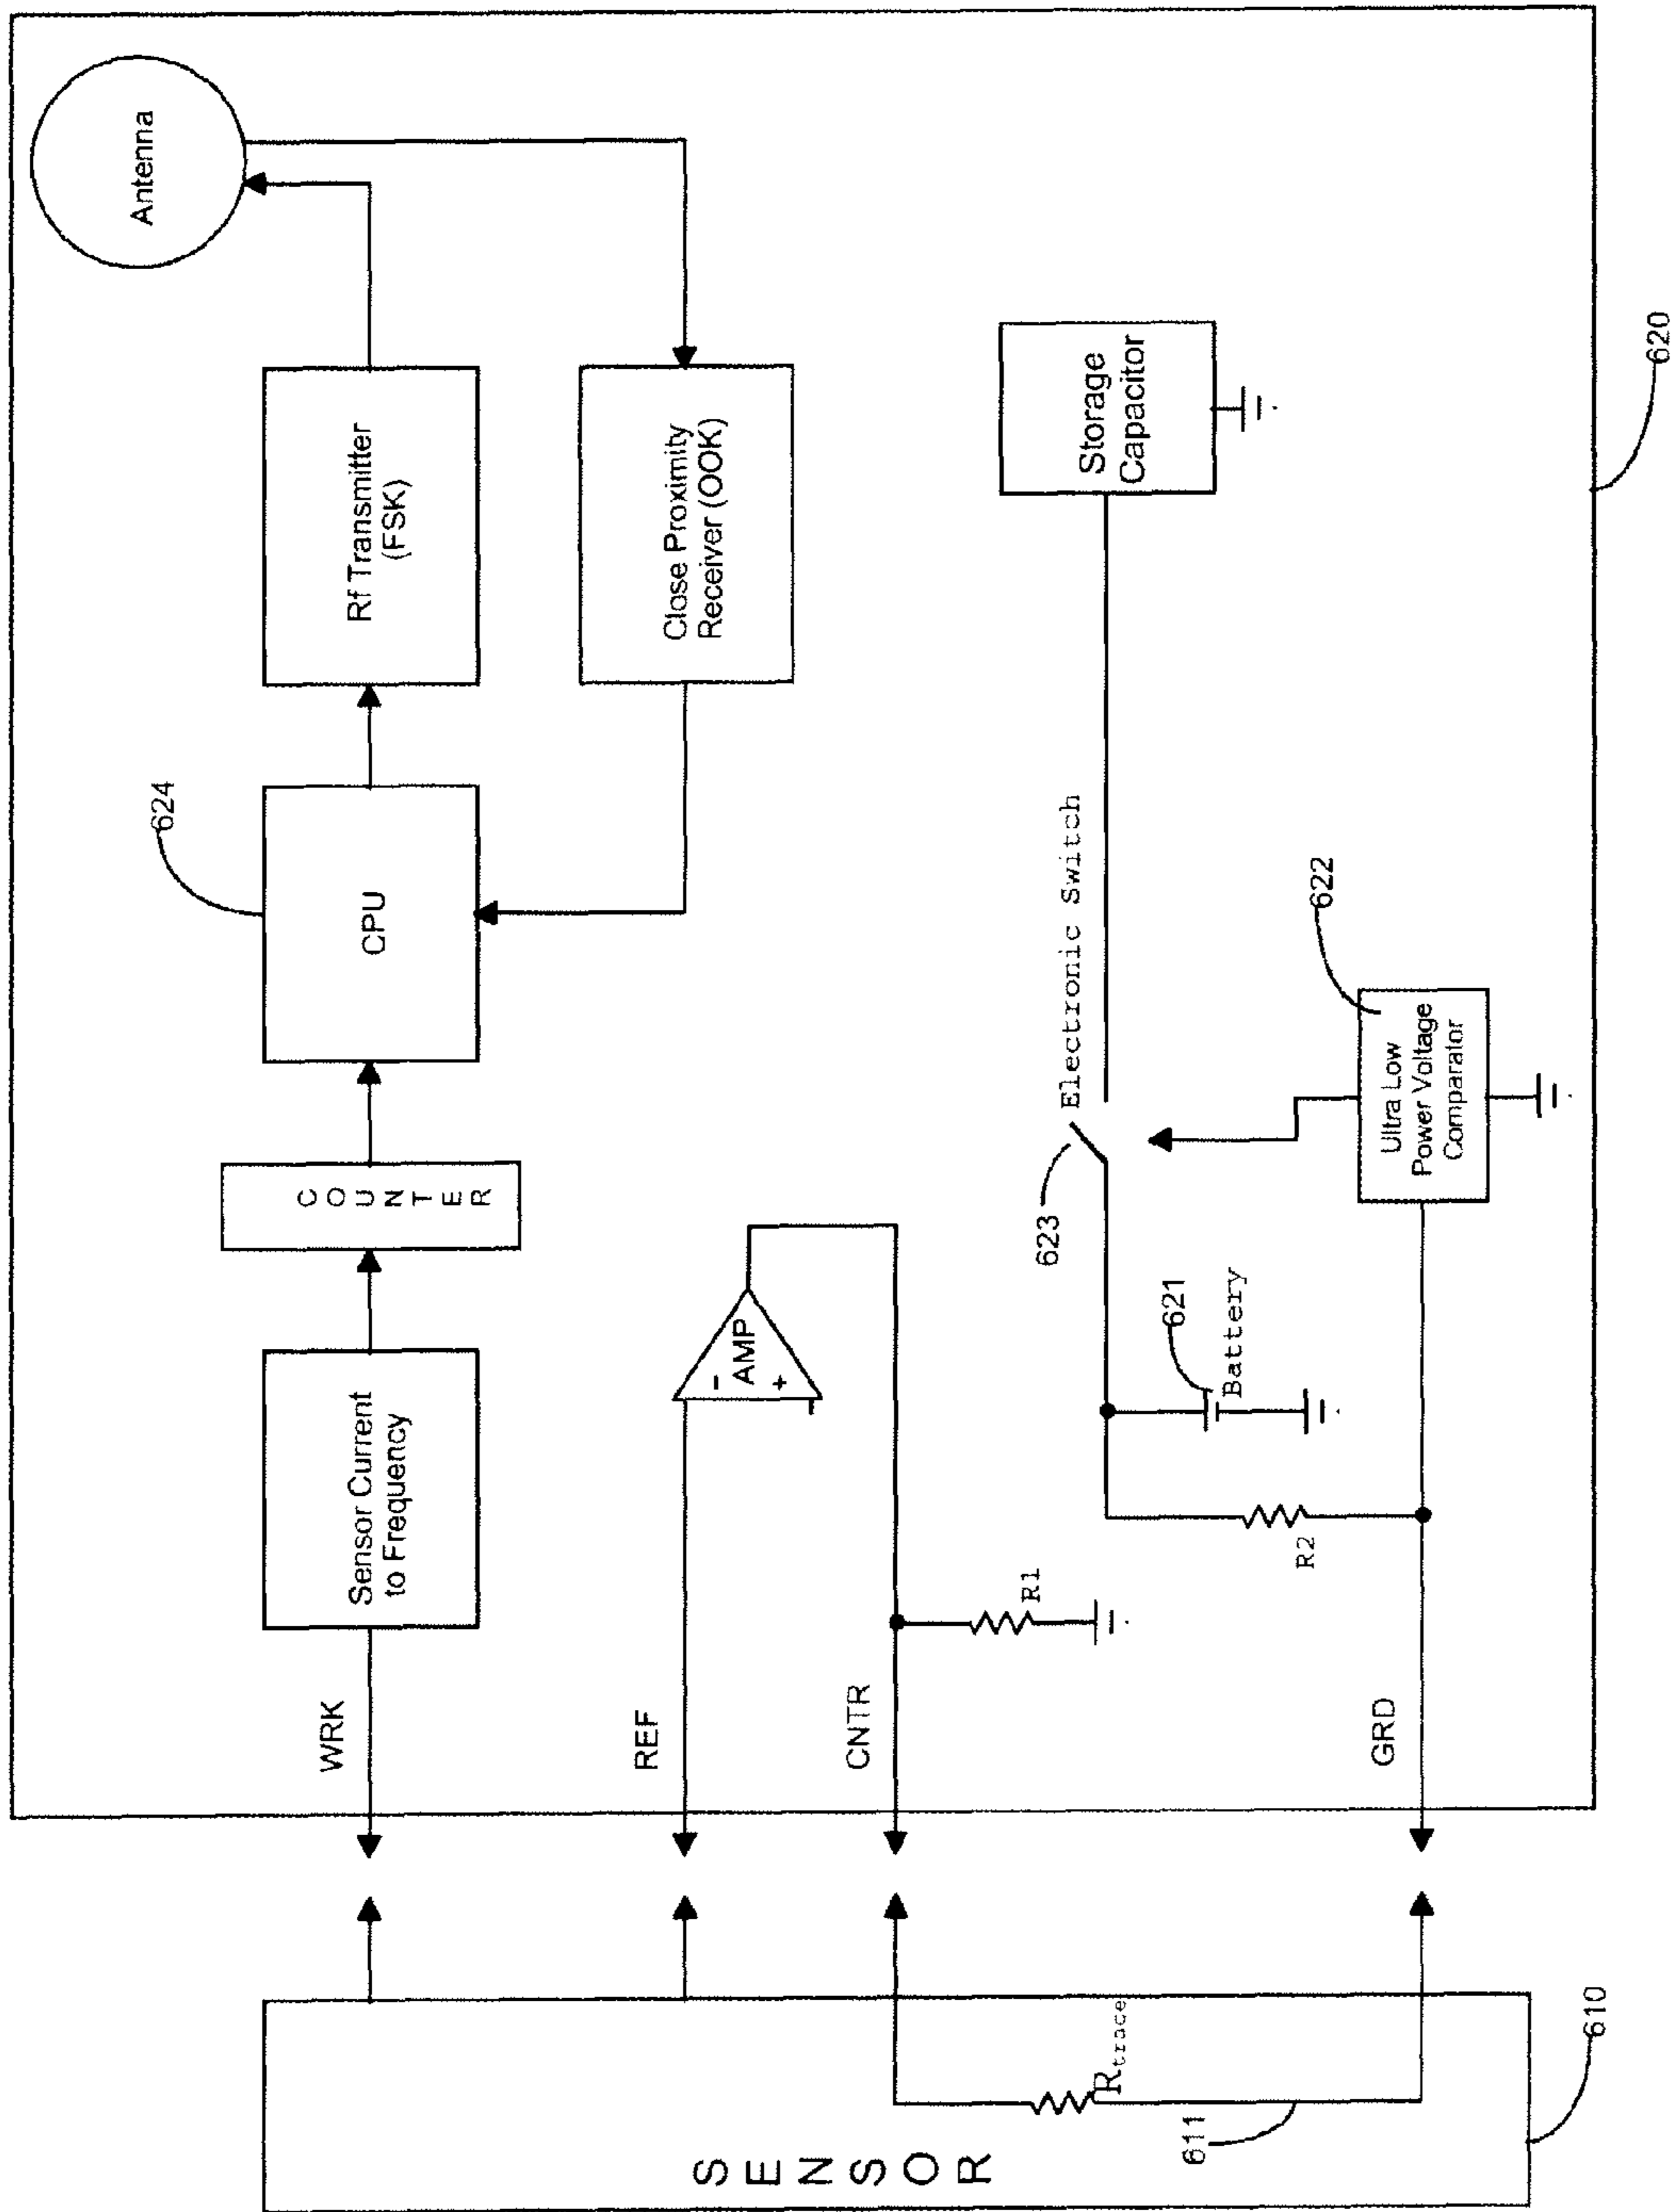 Antenna
Rf Transmitter
(FSK)
Close Proximity
Receiver (OOK)
624
CPU
COUNTER
Sensor Current
to Frequency
WRK
REF
CNTR
GRD
-
AMP
+
R1
R2
621
Battery
623
Electronic Switch
Storage
Capacitor
622
Ultra Low
Power Voltage
Comparator
620
SENSOR
Rtrace
611
610